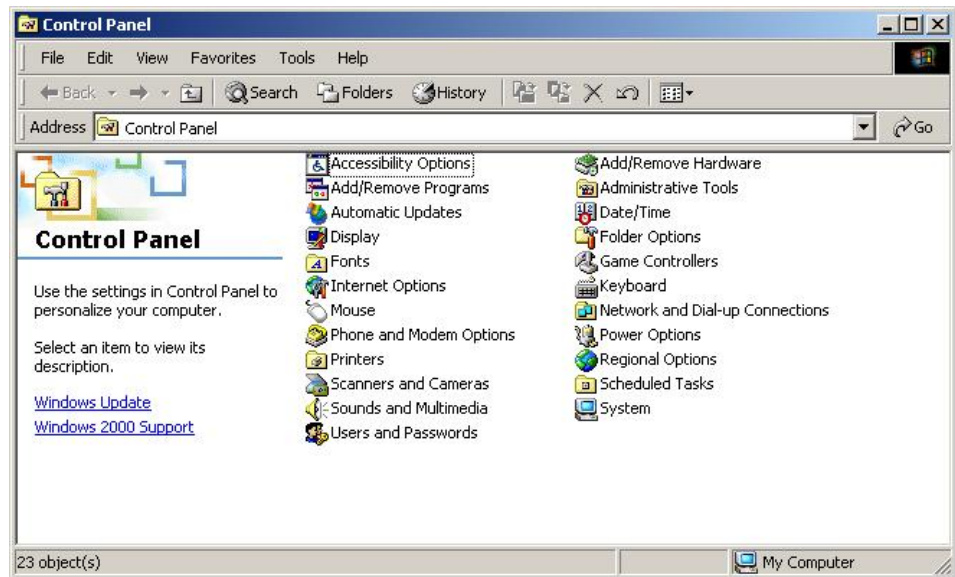 Control Panel
File Edit View Favorites Tools Help
Back Search Folders History
Address Control Panel Go
Control Panel
Use the settings in Control Panel to
personalize your computer.
Select an item to view its
description.
Windows Update
Windows 2000 Support
Accessibility Options Add/Remove Hardware
Add/Remove Programs Administrative Tools
Automatic Updates Date/Time
Display Folder Options
Fonts Game Controllers
Internet Options Keyboard
Mouse Network and Dial-up Connections
Phone and Modem Options Power Options
Printers Regional Options
Scanners and Cameras Scheduled Tasks
Sounds and Multimedia System
Users and Passwords
23 object(s) My Computer